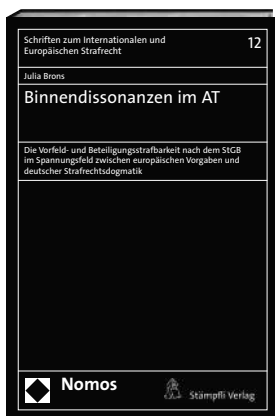 Schriften zum Internationalen und
Europäischen Strafrecht
12
Julia Brons
Binnendissonanzen im AT
Die Vorfeld- und Beteiligungsstrafbarkeit nach dem StGB
im Spannungsfeld zwischen europäischen Vorgaben und
deutscher Strafrechtsdogmatik
Nomos
Stämpfli Verlag